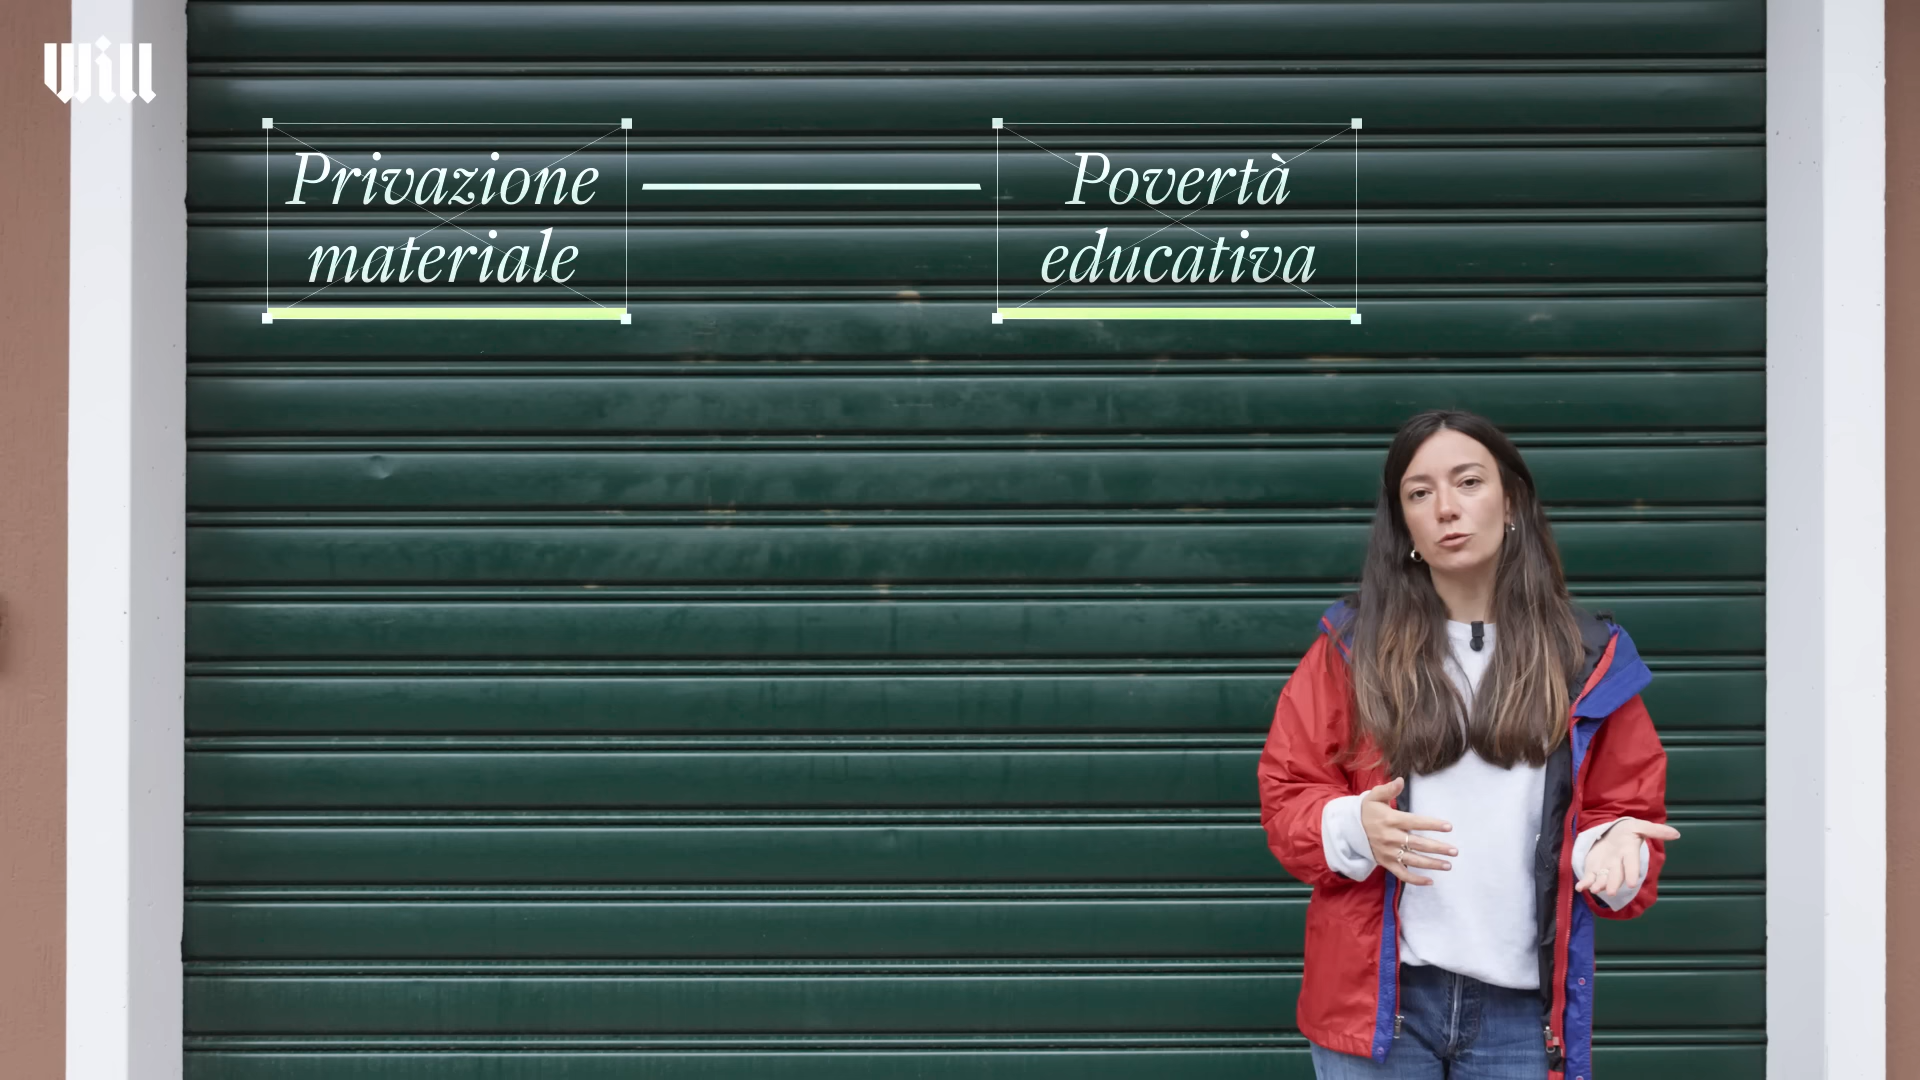 Will
Privazione
materiale
Povertà
educativa